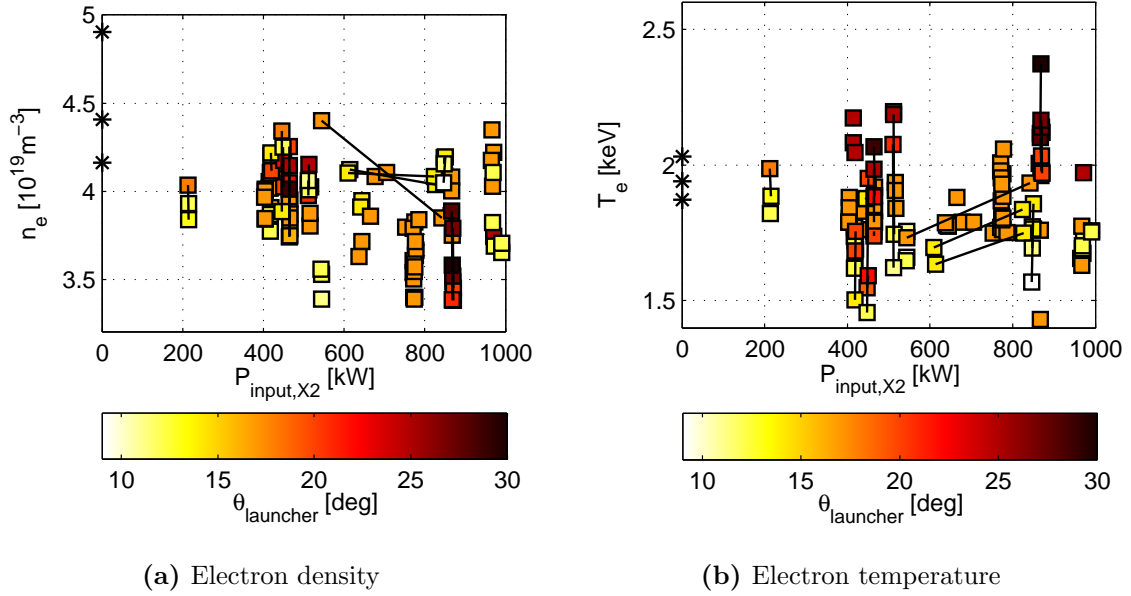 5
4.5
4
3.5
n_e [10^19 m^−3]
0 200 400 600 800 1000
P_input,X2 [kW]
10 15 20 25 30
θ_launcher [deg]
(a) Electron density
2.5
2
1.5
T_e [keV]
0 200 400 600 800 1000
P_input,X2 [kW]
10 15 20 25 30
θ_launcher [deg]
(b) Electron temperature